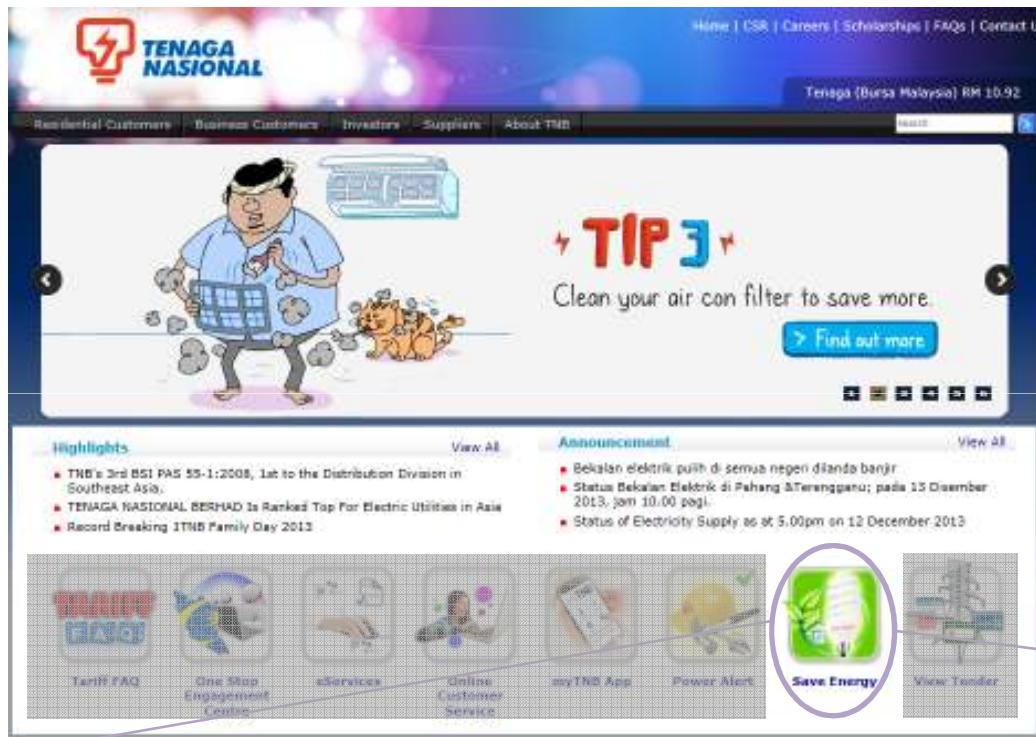 Home | CSR | Careers | Scholarships | FAQs | Contact u
TENAGA
NASIONAL
Tenaga (Bursa Malaysia) RM 10.92
Residential Customers Business Customers Investors Suppliers About TNB
search
TIP 3
Clean your air con filter to save more.
> Find out more
Highlights View All
TNB's 3rd BSI PAS 55-1:2008, 1st to the Distribution Division in
Southeast Asia.
TENAGA NASIONAL BERHAD Is Ranked Top For Electric Utilities in Asia
Record Breaking 1TNB Family Day 2013
Announcement View All
Bekalan elektrik pulih di semua negeri dilanda banjir
Status Bekalan Elektrik di Pahang &Terengganu; pada 13 Disember
2013, jam 10.00 pagi.
Status of Electricity Supply as at 5.00pm on 12 December 2013
TARIFF
FAQ
Tariff FAQ
One Stop
Engagement
Centre
eServices
Online
Customer
Service
myTNB App
Power Alert
Save Energy
View Tender